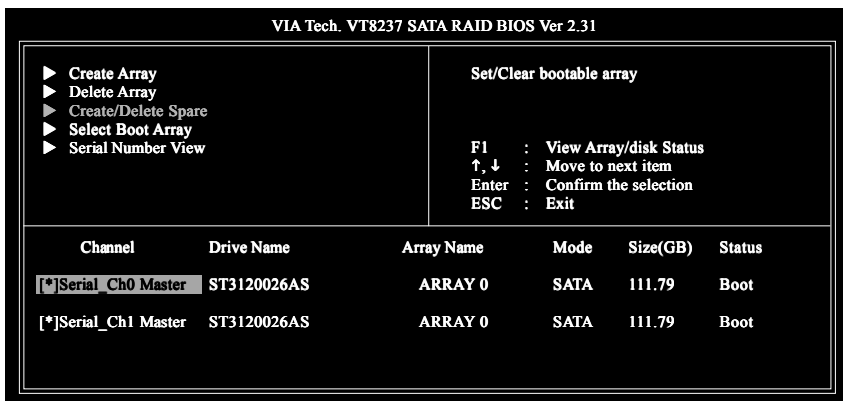 VIA Tech. VT8237 SATA RAID BIOS Ver 2.31
Create Array
Delete Array
Create/Delete Spare
Select Boot Array
Serial Number View
Set/Clear bootable array
F1 : View Array/disk Status
↑, ↓ : Move to next item
Enter : Confirm the selection
ESC : Exit
Channel Drive Name Array Name Mode Size(GB) Status
[*]Serial_Ch0 Master ST3120026AS ARRAY 0 SATA 111.79 Boot
[*]Serial_Ch1 Master ST3120026AS ARRAY 0 SATA 111.79 Boot